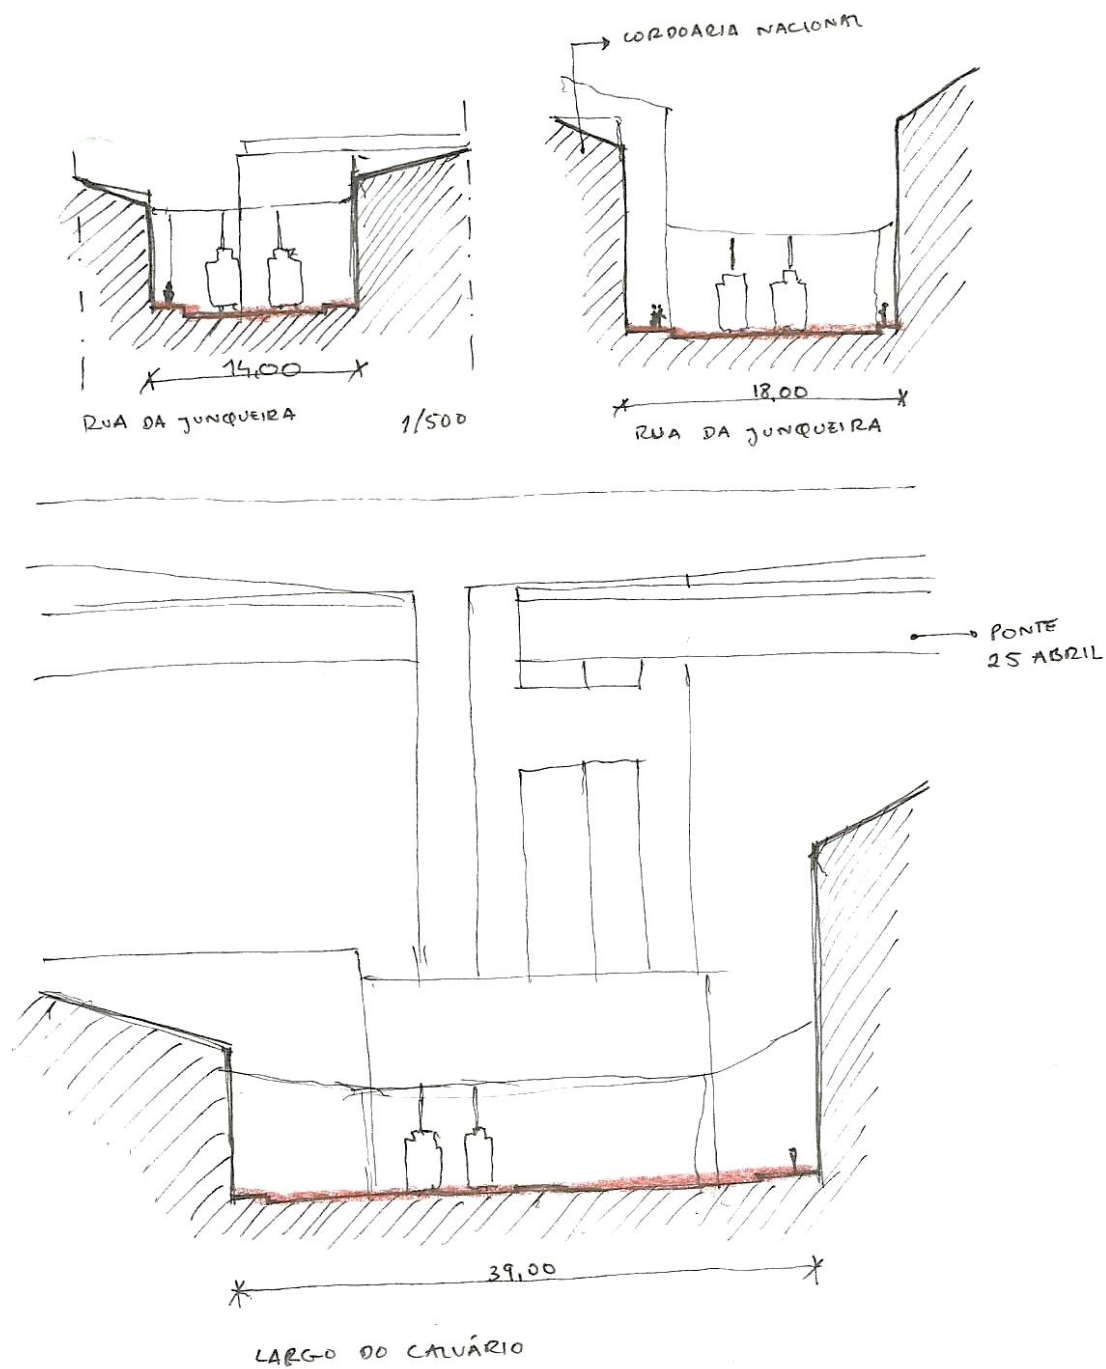 CORDOARIA NACIONAL
14,00
RUA DA JUNQUEIRA
1/500
18,00
RUA DA JUNQUEIRA
PONTE
25 ABRIL
39,00
LARGO DO CALVÁRIO